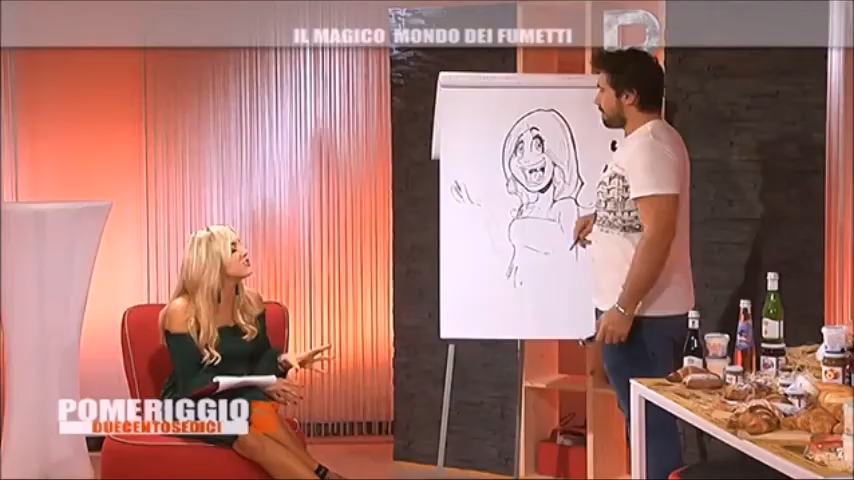 IL MAGICO MONDO DEI FUMETTI
POMERIGGIO
DUECENTOSEDICI